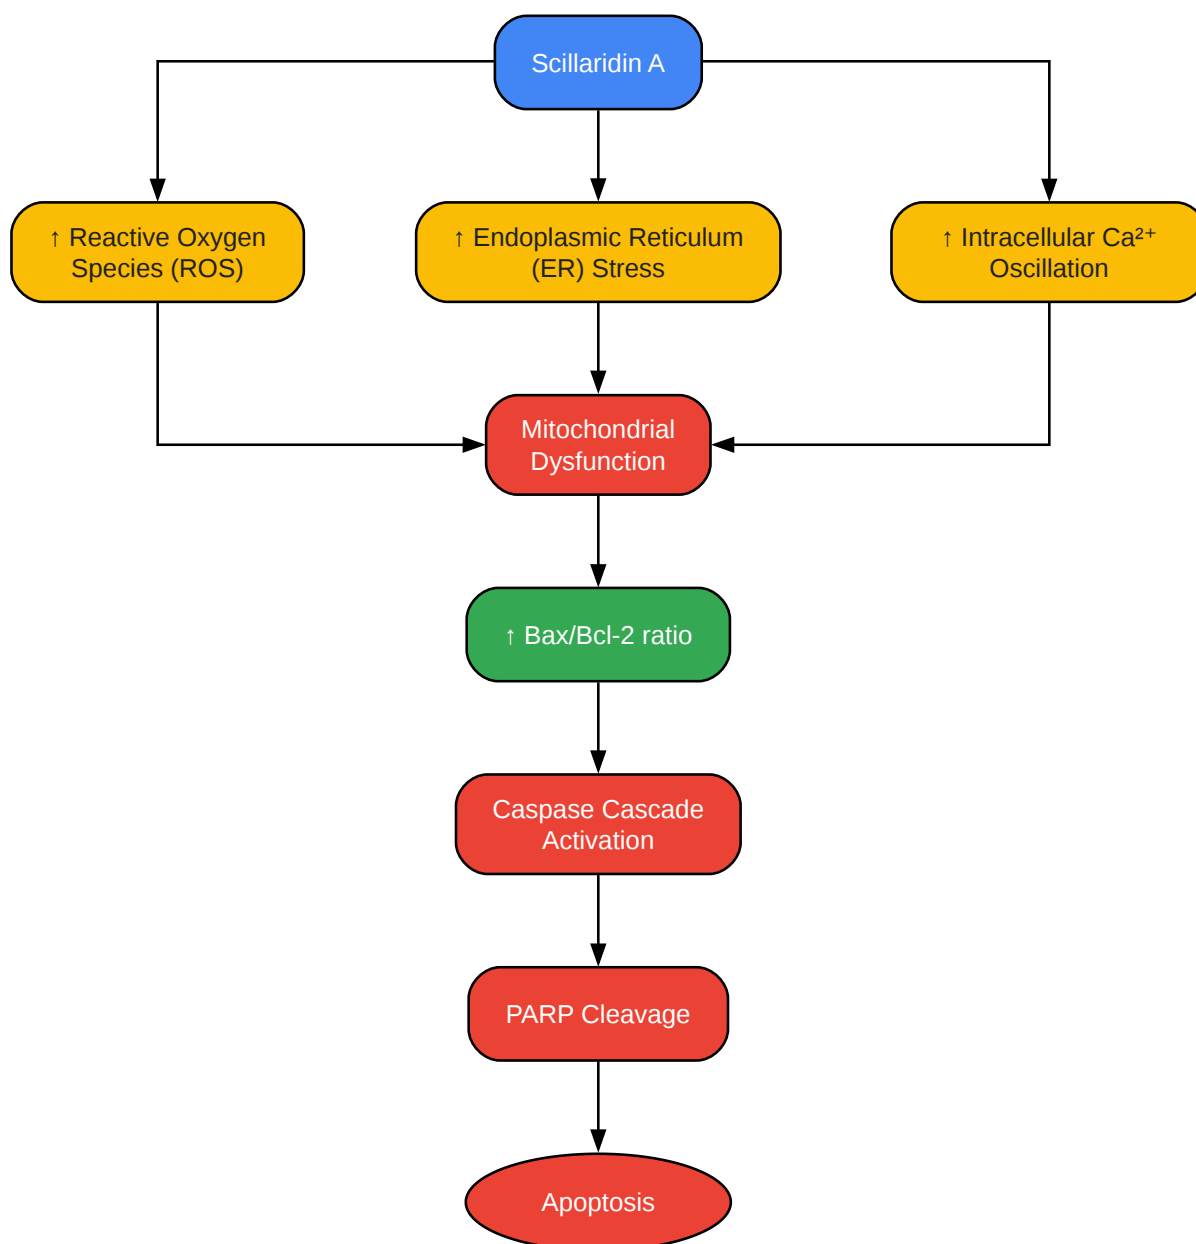 Scillaridin A
↑ Reactive Oxygen
Species (ROS)
↑ Endoplasmic Reticulum
(ER) Stress
↑ Intracellular Ca²⁺
Oscillation
Mitochondrial
Dysfunction
↑ Bax/Bcl-2 ratio
Caspase Cascade
Activation
PARP Cleavage
Apoptosis